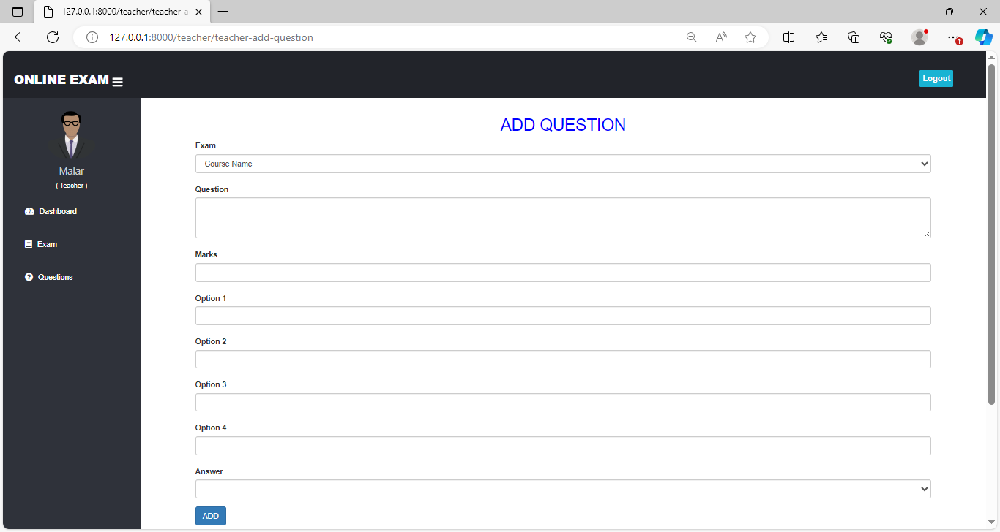 127.0.0.1:8000/teacher/teacher-a
127.0.0.1:8000/teacher/teacher-add-question
ONLINE EXAM
Logout
Malar
( Teacher )
Dashboard
Exam
Questions
ADD QUESTION
Exam
Course Name
Question
Marks
Option 1
Option 2
Option 3
Option 4
Answer
---------
ADD